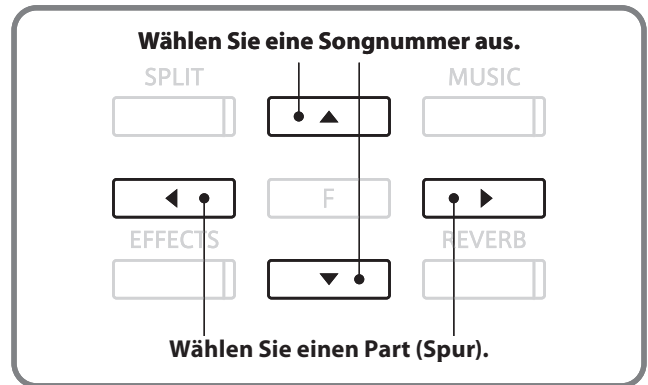 Wählen Sie eine Songnummer aus.
SPLIT
MUSIC
F
EFFECTS
REVERB
Wählen Sie einen Part (Spur).